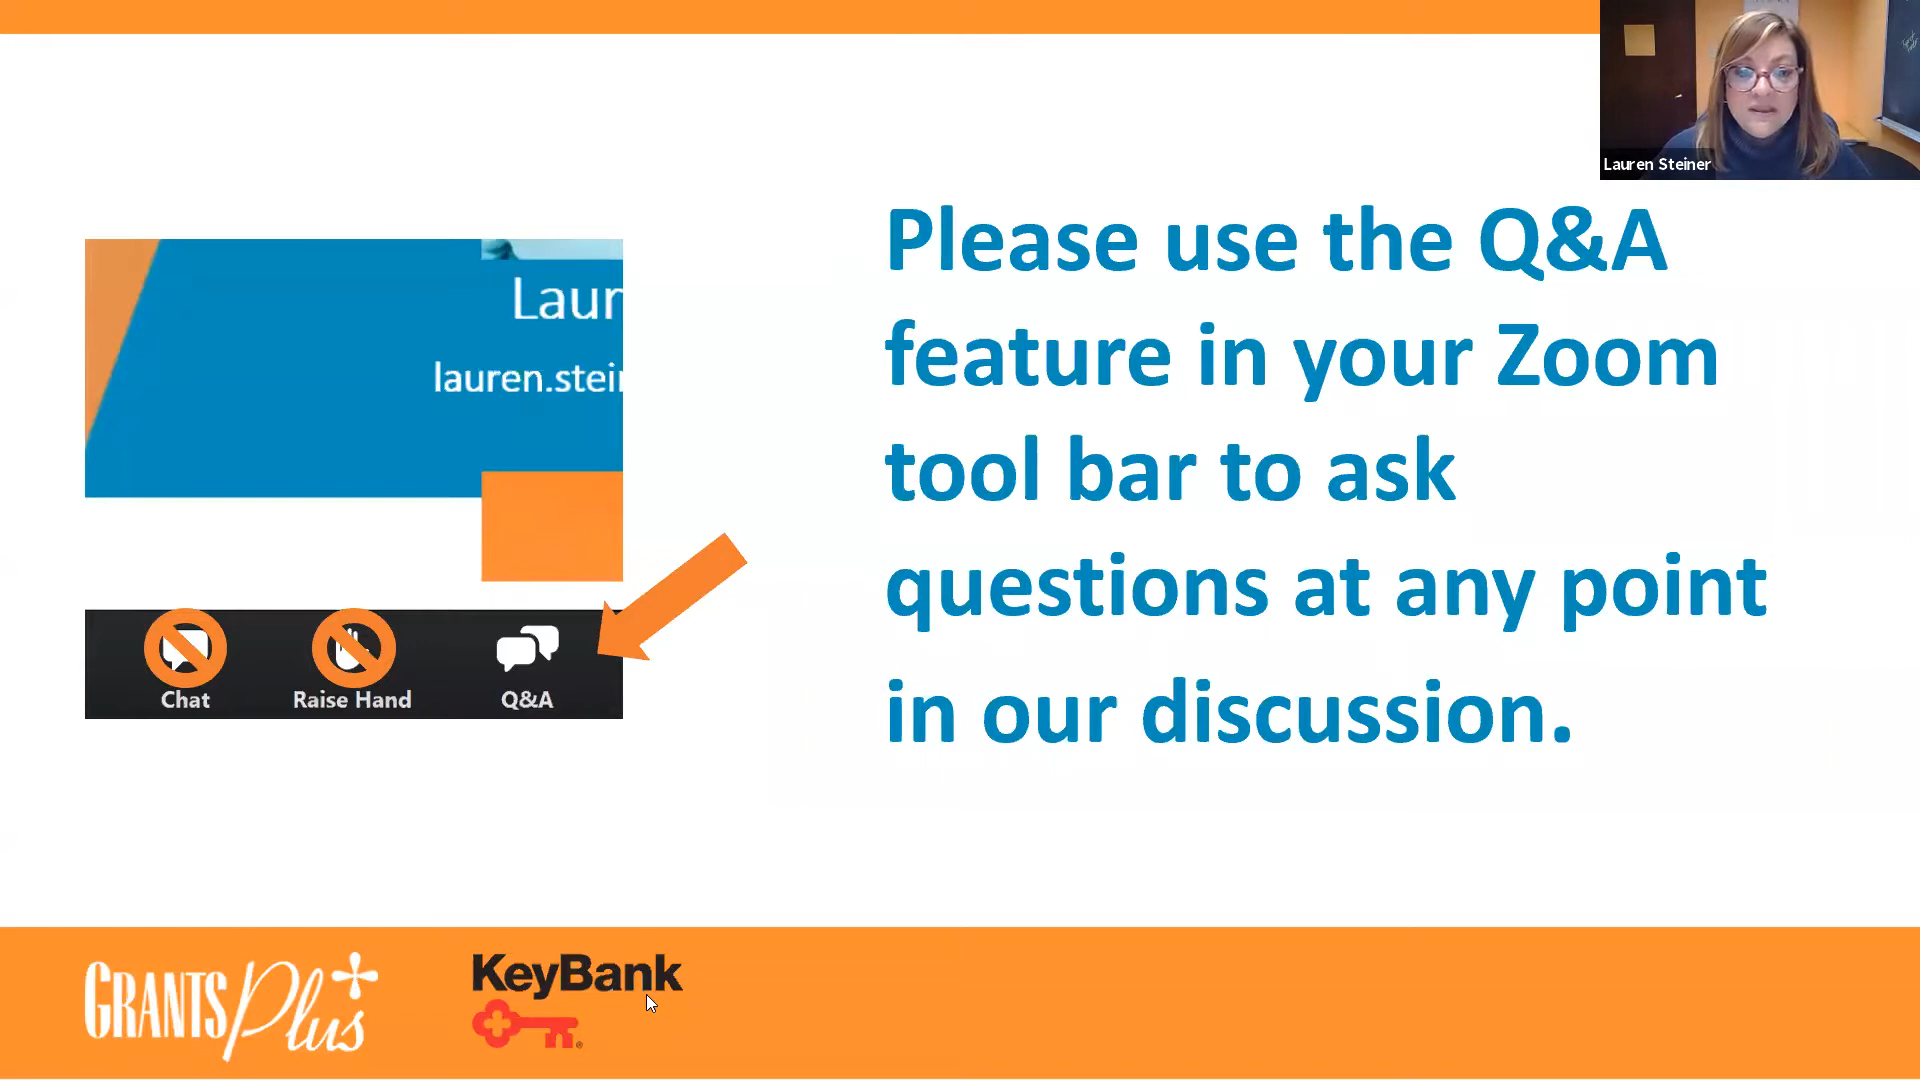 Lauren Steiner
Please use the Q&A
feature in your Zoom
tool bar to ask
questions at any point
in our discussion.
Laur
lauren.stein
Chat
Raise Hand
Q&A
GRANTS Plus
KeyBank